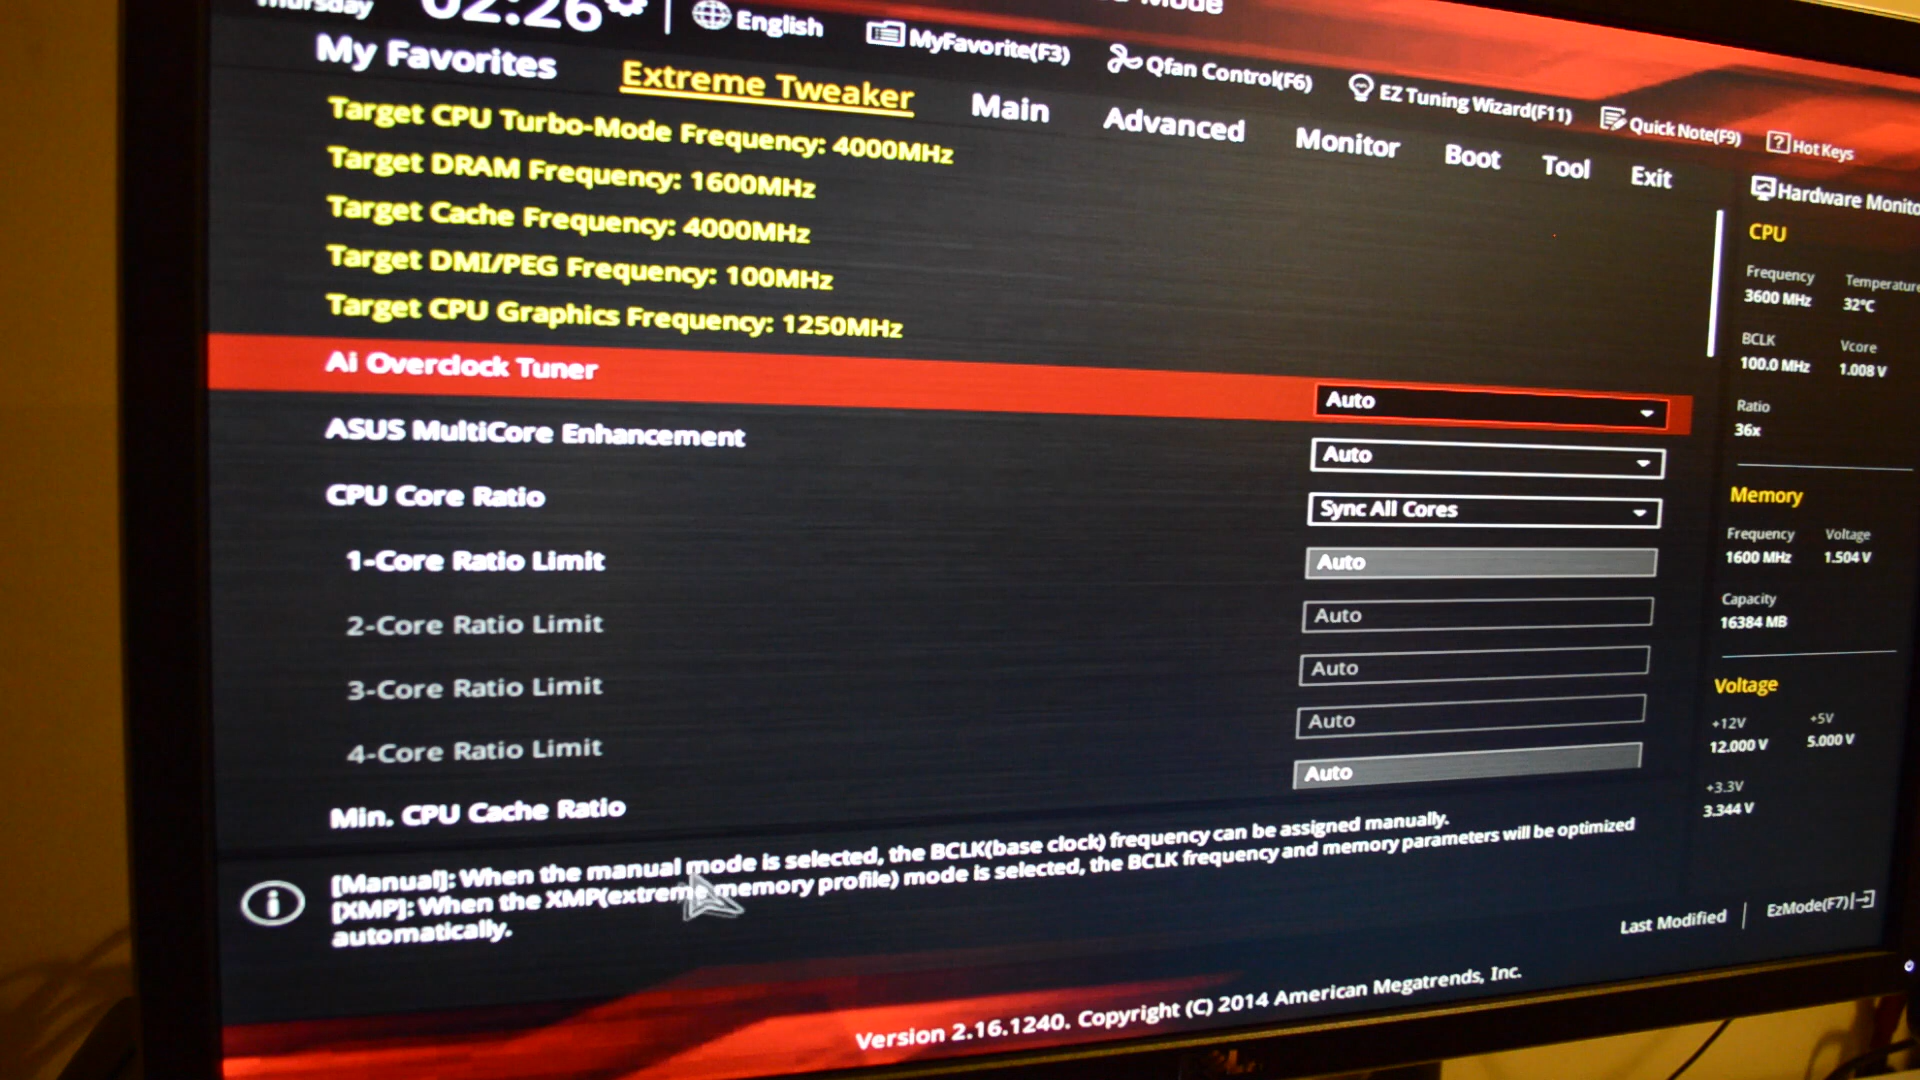 Thursday
02:26
English
MyFavorite(F3)
Qfan Control(F6)
EZ Tuning Wizard(F11)
Quick Note(F9)
? Hot Keys
My Favorites
Extreme Tweaker
Main
Advanced
Monitor
Boot
Tool
Exit
Target CPU Turbo-Mode Frequency: 4000MHz
Target DRAM Frequency: 1600MHz
Target Cache Frequency: 4000MHz
Target DMI/PEG Frequency: 100MHz
Target CPU Graphics Frequency: 1250MHz
Ai Overclock Tuner Auto
ASUS MultiCore Enhancement Auto
CPU Core Ratio Sync All Cores
1-Core Ratio Limit Auto
2-Core Ratio Limit Auto
3-Core Ratio Limit Auto
4-Core Ratio Limit Auto
Min. CPU Cache Ratio Auto
[Manual]: When the manual mode is selected, the BCLK(base clock) frequency can be assigned manually.
[XMP]: When the XMP(extreme memory profile) mode is selected, the BCLK frequency and memory parameters will be optimized
automatically.
Hardware Monito
CPU
Frequency Temperature
3600 MHz 32°C
BCLK Vcore
100.0 MHz 1.008 V
Ratio
36x
Memory
Frequency Voltage
1600 MHz 1.504 V
Capacity
16384 MB
Voltage
+12V +5V
12.000 V 5.000 V
+3.3V
3.344 V
Last Modified
EzMode(F7)
Version 2.16.1240. Copyright (C) 2014 American Megatrends, Inc.